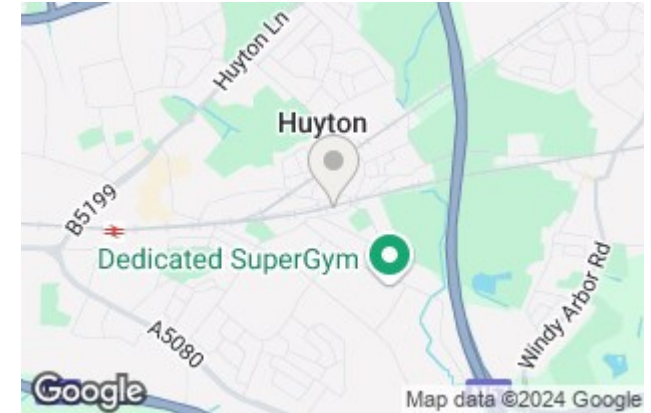 Huyton Ln
Huyton
B5199
Dedicated SuperGym
Windy Arbor Rd
A5080
Google
Map data ©2024 Google